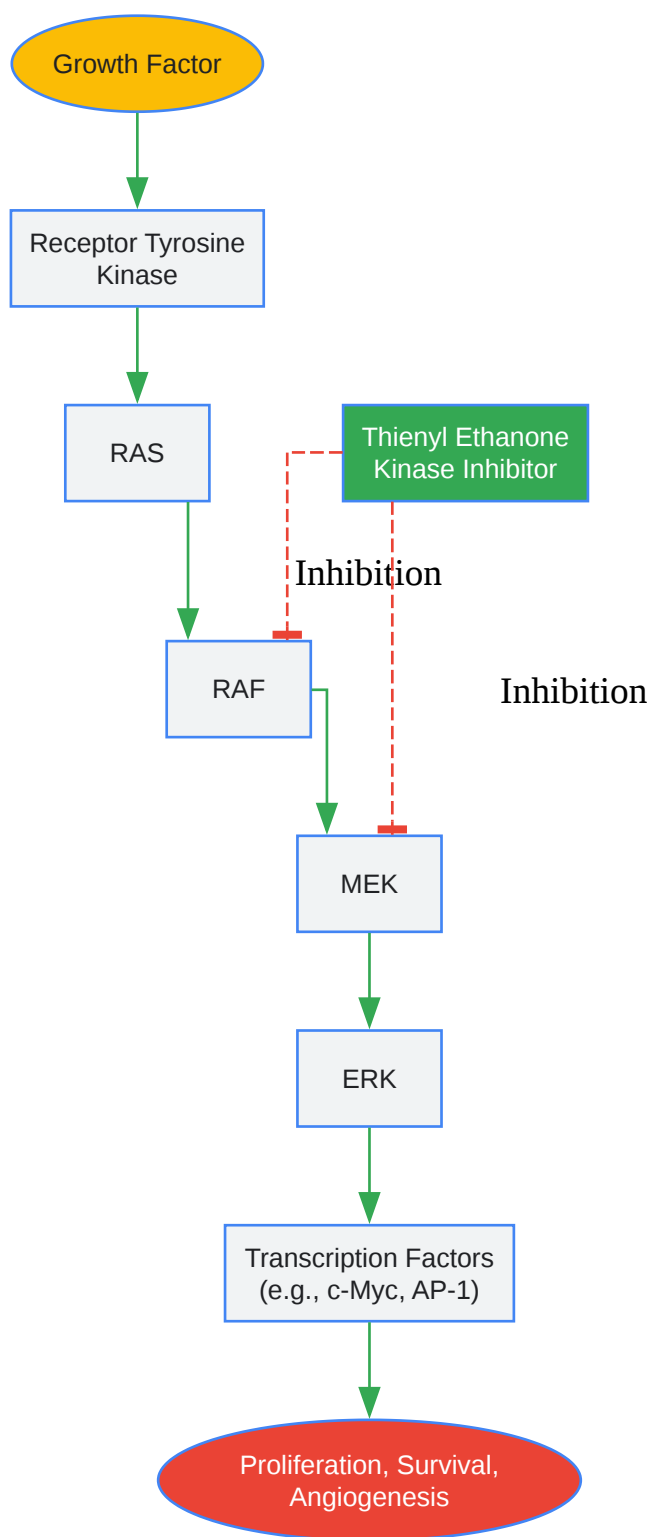 Growth Factor
Receptor Tyrosine
Kinase
RAS
Thienyl Ethanone
Kinase Inhibitor
Inhibition
RAF
Inhibition
MEK
ERK
Transcription Factors
(e.g., c-Myc, AP-1)
Proliferation, Survival,
Angiogenesis